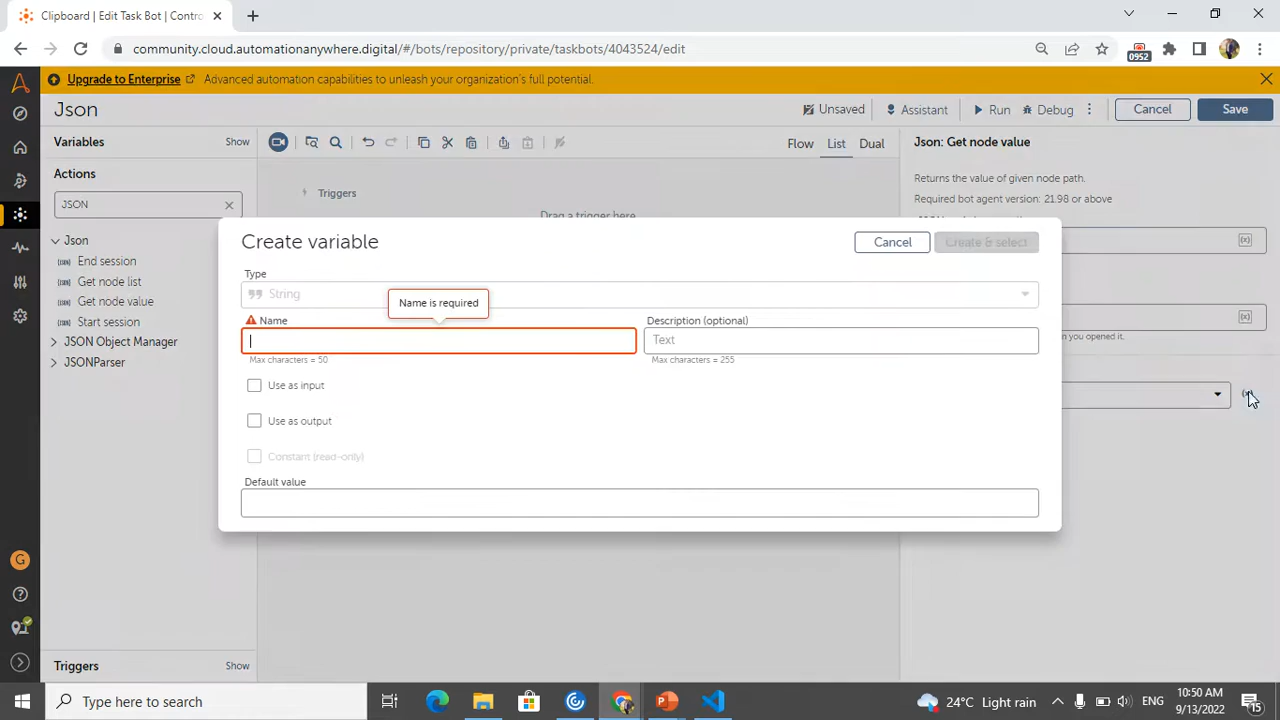 Clipboard | Edit Task Bot | Contro
community.cloud.automationanywhere.digital/#/bots/repository/private/taskbots/4043524/edit
0952
Upgrade to Enterprise
Advanced automation capabilities to unleash your organization's full potential.
Json
Unsaved
Assistant
Run
Debug
Cancel
Save
Variables
Show
Flow
List
Dual
Json: Get node value
Actions
Returns the value of given node path.
Required bot agent version: 21.98 or above
JSON
Triggers
Drag a trigger here
Json
End session
Get node list
Get node value
Start session
JSON Object Manager
JSONParser
Create variable
Cancel
Create & select
Type
String
Name is required
Name
Description (optional)
Text
Max characters = 50
Max characters = 255
you opened it.
Use as input
Use as output
Constant (read-only)
Default value
G
Triggers
Show
Type here to search
24°C Light rain
ENG
10:50 AM
9/13/2022
15